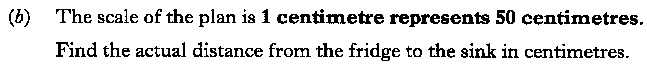 (b) The scale of the plan is 1 centimetre represents 50 centimetres.
Find the actual distance from the fridge to the sink in centimetres.